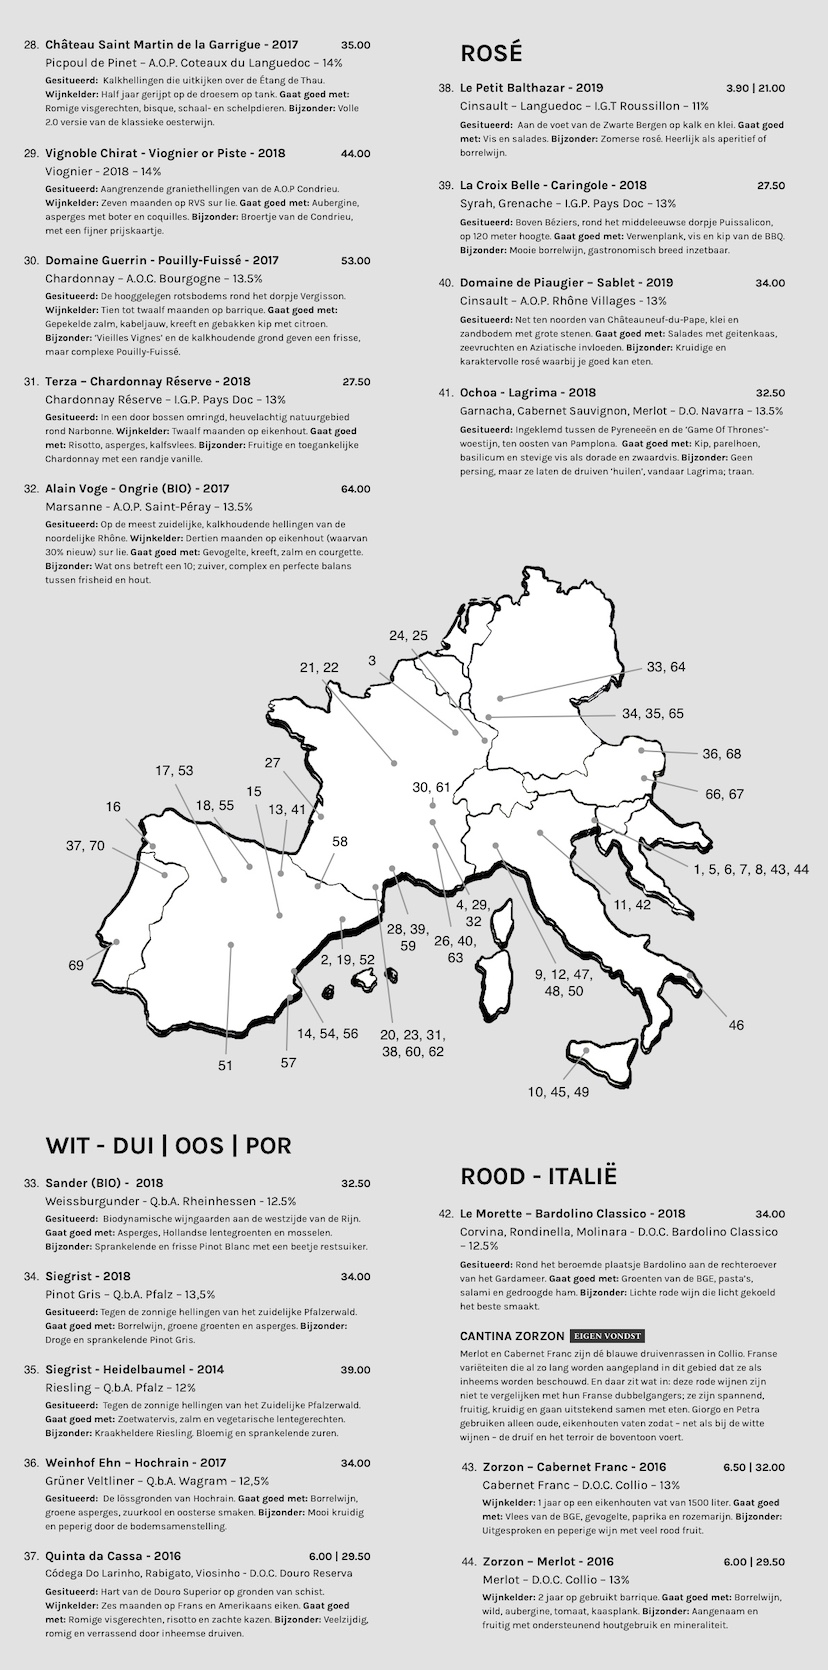 28. Château Saint Martin de la Garrigue - 2017 35.00
Picpoul de Pinet – A.O.P. Coteaux du Languedoc – 14%
Gesitueerd: Kalkhellingen die uitkijken over de Étang de Thau.
Wijnkelder: Half jaar gerijpt op de droesem op tank. Gaat goed met:
Romige visgerechten, bisque, schaal- en schelpdieren. Bijzonder: Volle
2.0 versie van de klassieke oesterwijn.
29. Vignoble Chirat - Viognier or Piste - 2018 44.00
Viognier - 2018 – 14%
Gesitueerd: Aangrenzende graniethellingen van de A.O.P Condrieu.
Wijnkelder: Zeven maanden op RVS sur lie. Gaat goed met: Aubergine,
asperges met boter en coquilles. Bijzonder: Broertje van de Condrieu,
met een fijner prijskaartje.
30. Domaine Guerrin - Pouilly-Fuissé - 2017 53.00
Chardonnay – A.O.C. Bourgogne – 13.5%
Gesitueerd: De hooggelegen rotsbodems rond het dorpje Vergisson.
Wijnkelder: Tien tot twaalf maanden op barrique. Gaat goed met:
Gepekelde zalm, kabeljauw, kreeft en gebakken kip met citroen.
Bijzonder: 'Vieilles Vignes' en de kalkhoudende grond geven een frisse,
maar complexe Pouilly-Fuissé.
31. Terza – Chardonnay Réserve - 2018 27.50
Chardonnay Réserve – I.G.P. Pays Doc – 13%
Gesitueerd: In een door bossen omringd, heuvelachtig natuurgebied
rond Narbonne. Wijnkelder: Twaalf maanden op eikenhout. Gaat goed
met: Risotto, asperges, kalfsvlees. Bijzonder: Fruitige en toegankelijke
Chardonnay met een randje vanille.
32. Alain Voge - Ongrie (BIO) - 2017 64.00
Marsanne - A.O.P. Saint-Péray – 13.5%
Gesitueerd: Op de meest zuidelijke, kalkhoudende hellingen van de
noordelijke Rhône. Wijnkelder: Dertien maanden op eikenhout (waarvan
30% nieuw) sur lie. Gaat goed met: Gevogelte, kreeft, zalm en courgette.
Bijzonder: Wat ons betreft een 10; zuiver, complex en perfecte balans
tussen frisheid en hout.
ROSÉ
38. Le Petit Balthazar - 2019 3.90 | 21.00
Cinsault – Languedoc – I.G.T Roussillon – 11%
Gesitueerd: Aan de voet van de Zwarte Bergen op kalk en klei. Gaat goed
met: Vis en salades. Bijzonder: Zomerse rosé. Heerlijk als aperitief of
borrelwijn.
39. La Croix Belle - Caringole - 2018 27.50
Syrah, Grenache – I.G.P. Pays Doc – 13%
Gesitueerd: Boven Béziers, rond het middeleeuwse dorpje Puissalicon,
op 120 meter hoogte. Gaat goed met: Verwenplank, vis en kip van de BBQ.
Bijzonder: Mooie borrelwijn, gastronomisch breed inzetbaar.
40. Domaine de Piaugier – Sablet - 2019 34.00
Cinsault – A.O.P. Rhône Villages - 13%
Gesitueerd: Net ten noorden van Châteauneuf-du-Pape, klei en
zandbodem met grote stenen. Gaat goed met: Salades met geitenkaas,
zeevruchten en Aziatische invloeden. Bijzonder: Kruidige en
karaktervolle rosé waarbij je goed kan eten.
41. Ochoa - Lagrima - 2018 32.50
Garnacha, Cabernet Sauvignon, Merlot – D.O. Navarra – 13.5%
Gesitueerd: Ingeklemd tussen de Pyreneeën en de 'Game Of Thrones'-
woestijn, ten oosten van Pamplona. Gaat goed met: Kip, parelhoen,
basilicum en stevige vis als dorade en zwaardvis. Bijzonder: Geen
persing, maar ze laten de druiven 'huilen', vandaar Lagrima; traan.
24, 25
21, 22
3
33, 64
34, 35, 65
36, 68
66, 67
27
17, 53
15
30, 61
16
18, 55
13, 41
37, 70
58
1, 5, 6, 7, 8, 43, 44
11, 42
4, 29,
32
28, 39,
59
26, 40,
63
2, 19, 52
69
9, 12, 47,
48, 50
46
14, 54, 56
20, 23, 31,
38, 60, 62
51
57
10, 45, 49
WIT - DUI | OOS | POR
33. Sander (BIO) - 2018 32.50
Weissburgunder - Q.b.A. Rheinhessen - 12.5%
Gesitueerd: Biodynamische wijngaarden aan de westzijde van de Rijn.
Gaat goed met: Asperges, Hollandse lentegroenten en mosselen.
Bijzonder: Sprankelende en frisse Pinot Blanc met een beetje restsuiker.
34. Siegrist - 2018 34.00
Pinot Gris – Q.b.A. Pfalz – 13,5%
Gesitueerd: Tegen de zonnige hellingen van het zuidelijke Pfalzerwald.
Gaat goed met: Borrelwijn, groene groenten en asperges. Bijzonder:
Droge en sprankelende Pinot Gris.
35. Siegrist - Heidelbaumel - 2014 39.00
Riesling – Q.b.A. Pfalz – 12%
Gesitueerd: Tegen de zonnige hellingen van het Zuidelijke Pfalzerwald.
Gaat goed met: Zoetwatervis, zalm en vegetarische lentegerechten.
Bijzonder: Kraakheldere Riesling. Bloemig en sprankelende zuren.
36. Weinhof Ehn – Hochrain - 2017 34.00
Grüner Veltliner – Q.b.A. Wagram – 12,5%
Gesitueerd: De lössgronden van Hochrain. Gaat goed met: Borrelwijn,
groene asperges, zuurkool en oosterse smaken. Bijzonder: Mooi kruidig
en peperig door de bodemsamenstelling.
37. Quinta da Cassa - 2016 6.00 | 29.50
Códega Do Larinho, Rabigato, Viosinho - D.O.C. Douro Reserva
Gesitueerd: Hart van de Douro Superior op gronden van schist.
Wijnkelder: Zes maanden op Frans en Amerikaans eiken. Gaat goed
met: Romige visgerechten, risotto en zachte kazen. Bijzonder: Veelzijdig,
romig en verrassend door inheemse druiven.
ROOD - ITALIË
42. Le Morette – Bardolino Classico - 2018 34.00
Corvina, Rondinella, Molinara - D.O.C. Bardolino Classico
– 12.5%
Gesitueerd: Rond het beroemde plaatsje Bardolino aan de rechteroever
van het Gardameer. Gaat goed met: Groenten van de BGE, pasta's,
salami en gedroogde ham. Bijzonder: Lichte rode wijn die licht gekoeld
het beste smaakt.
CANTINA ZORZON EIGEN VONDST
Merlot en Cabernet Franc zijn dé blauwe druivenrassen in Collio. Franse
variëteiten die al zo lang worden aangepland in dit gebied dat ze als
inheems worden beschouwd. En daar zit wat in: deze rode wijnen zijn
niet te vergelijken met hun Franse dubbelgangers; ze zijn spannend,
fruitig, kruidig en gaan uitstekend samen met eten. Giorgo en Petra
gebruiken alleen oude, eikenhouten vaten zodat – net als bij de witte
wijnen – de druif en het terroir de boventoon voert.
43. Zorzon – Cabernet Franc - 2016 6.50 | 32.00
Cabernet Franc – D.O.C. Collio – 13%
Wijnkelder: 1 jaar op een eikenhouten vat van 1500 liter. Gaat goed
met: Vlees van de BGE, gevogelte, paprika en rozemarijn. Bijzonder:
Uitgesproken en peperige wijn met veel rood fruit.
44. Zorzon – Merlot - 2016 6.00 | 29.50
Merlot – D.O.C. Collio – 13%
Wijnkelder: 2 jaar op gebruikt barrique. Gaat goed met: Borrelwijn,
wild, aubergine, tomaat, kaasplank. Bijzonder: Aangenaam en
fruitig met ondersteunend houtgebruik en mineraliteit.